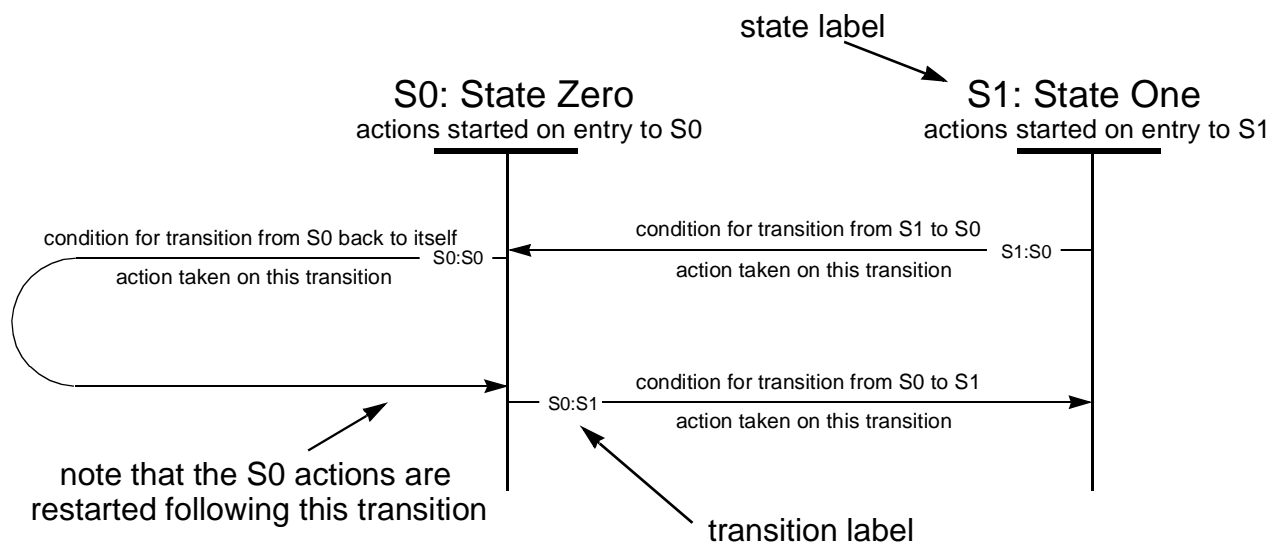 state label
S0: State Zero
actions started on entry to S0
S1: State One
actions started on entry to S1
condition for transition from S0 back to itself
S0:S0
action taken on this transition
condition for transition from S1 to S0
S1:S0
action taken on this transition
condition for transition from S0 to S1
S0:S1
action taken on this transition
note that the S0 actions are
restarted following this transition
transition label